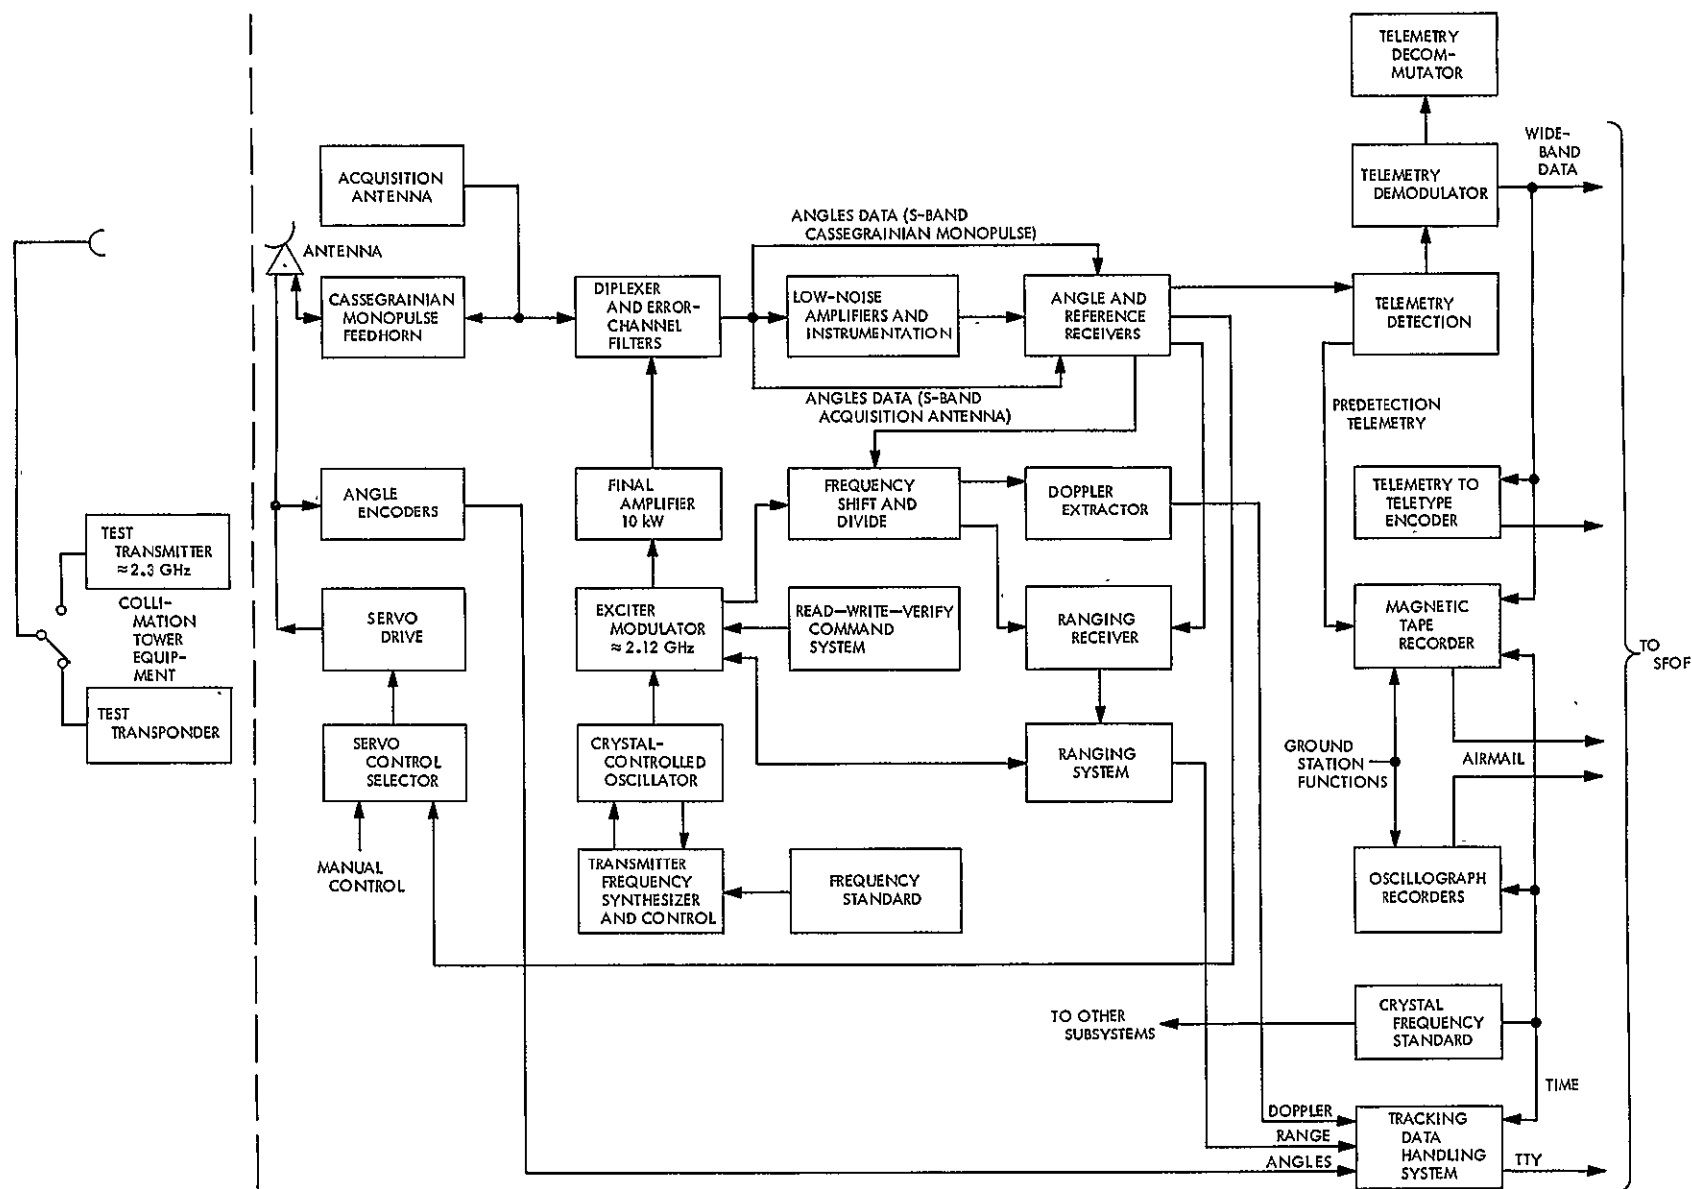 TELEMETRY
DECOM-
MUTATOR
WIDE-
BAND
DATA
ACQUISITION
ANTENNA
TELEMETRY
DEMODULATOR
ANGLES DATA (S-BAND
CASSEGRAINIAN MONOPULSE)
ANTENNA
CASSEGRAINIAN
MONOPULSE
FEEDHORN
DIPLEXER
AND ERROR-
CHANNEL
FILTERS
LOW-NOISE
AMPLIFIERS AND
INSTRUMENTATION
ANGLE AND
REFERENCE
RECEIVERS
TELEMETRY
DETECTION
ANGLES DATA (S-BAND
ACQUISITION ANTENNA)
PREDETECTION
TELEMETRY
ANGLE
ENCODERS
FINAL
AMPLIFIER
10 kW
FREQUENCY
SHIFT AND
DIVIDE
DOPPLER
EXTRACTOR
TELEMETRY TO
TELETYPE
ENCODER
TEST
TRANSMITTER
≈2.3 GHz
COLLI-
MATION
TOWER
EQUIP-
MENT
TEST
TRANSPONDER
SERVO
DRIVE
EXCITER
MODULATOR
≈ 2.12 GHz
READ-WRITE-VERIFY
COMMAND
SYSTEM
RANGING
RECEIVER
MAGNETIC
TAPE
RECORDER
TO
SFOF
SERVO
CONTROL
SELECTOR
CRYSTAL-
CONTROLLED
OSCILLATOR
RANGING
SYSTEM
GROUND
STATION
FUNCTIONS
AIRMAIL
MANUAL
CONTROL
TRANSMITTER
FREQUENCY
SYNTHESIZER
AND CONTROL
FREQUENCY
STANDARD
OSCILLOGRAPH
RECORDERS
TO OTHER
SUBSYSTEMS
CRYSTAL
FREQUENCY
STANDARD
TIME
DOPPLER
RANGE
ANGLES
TRACKING
DATA
HANDLING
SYSTEM
TTY